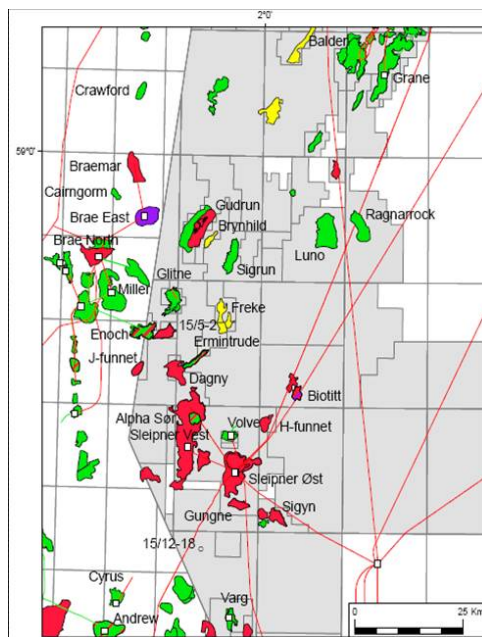 2°0'
Balder
Grane
Crawford
59°0'
Braemar
Cairngorm
Gudrun
Brae East
Brynhild
Ragnarrock
Brae North
Luno
Glitne
Sigrun
Miller
Freke
Enoch
15/5-2
Ermintrude
J-funnet
Dagny
Biotitt
Alpha Sør
Volve
H-funnet
Sleipner Vest
Sleipner Øst
Gungne
Sigyn
15/12-18
Cyrus
Varg
Andrew
0
25 Km